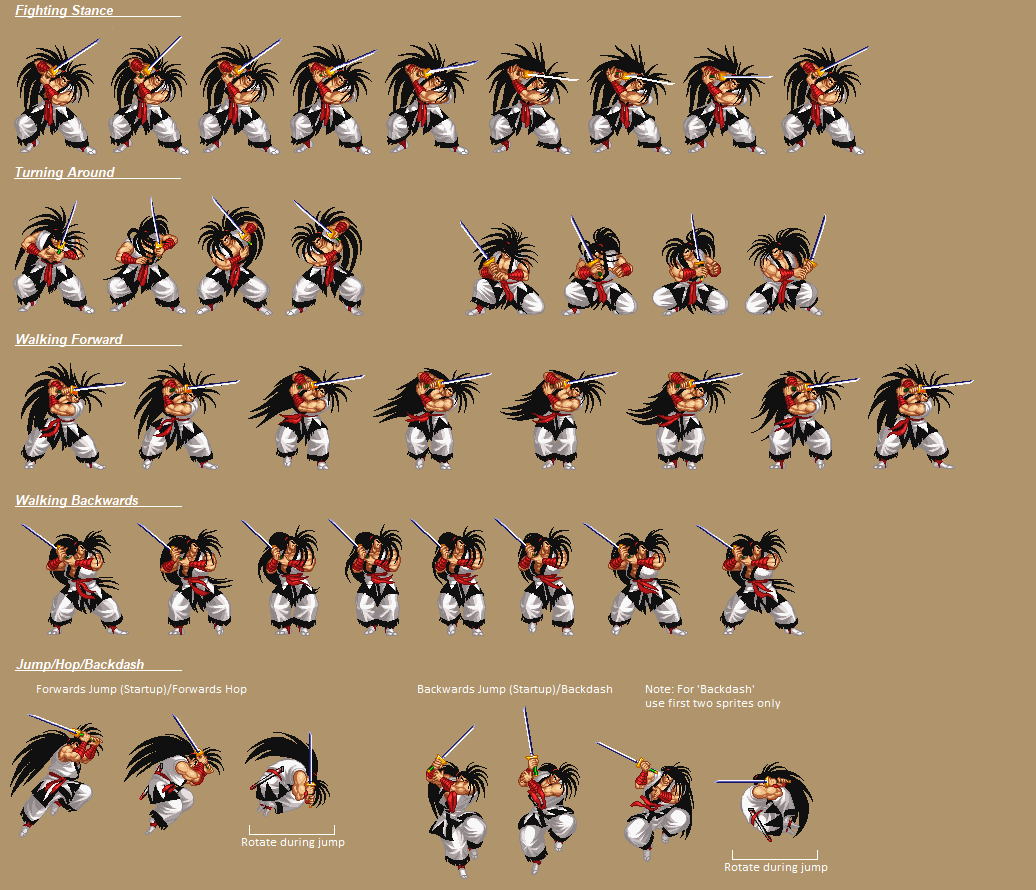 Fighting Stance
Turning Around
Walking Forward
Walking Backwards
Jump/Hop/Backdash
Forwards Jump (Startup)/Forwards Hop
Backwards Jump (Startup)/Backdash
Note: For 'Backdash'
use first two sprites only
Rotate during jump
Rotate during jump